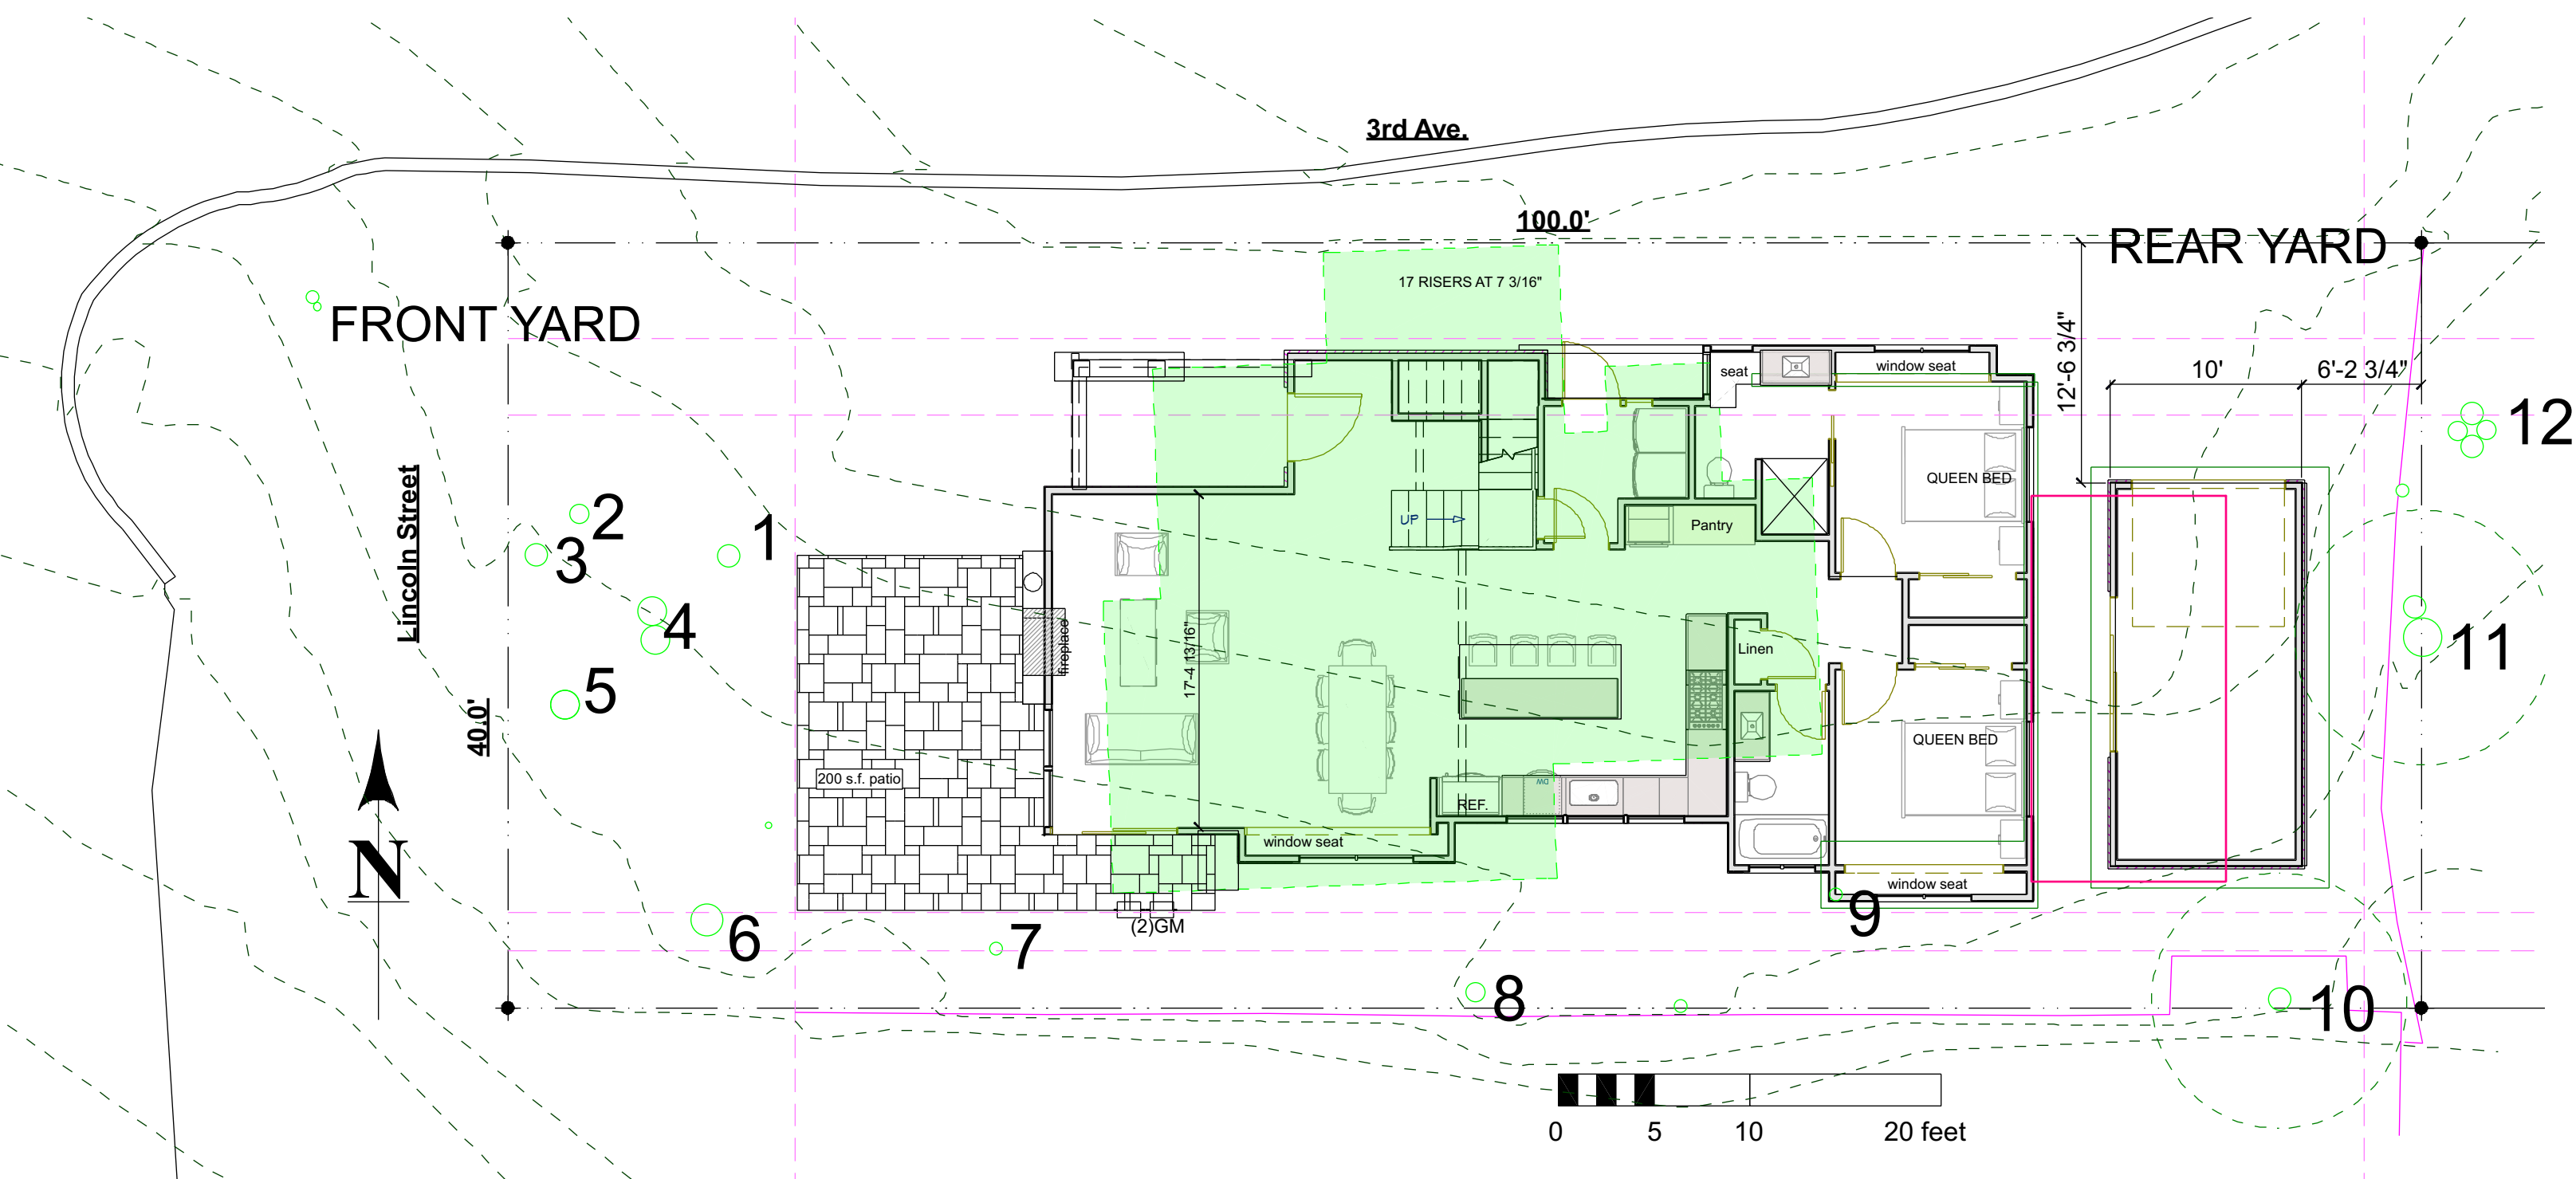 3rd Ave.
100.0'
REAR YARD
17 RISERS AT 7 3/16"
FRONT YARD
12'-6 3/4"
10'
6'-2 3/4"
seat
window seat
12
QUEEN BED
Lincoln Street
2
1
3
UP
Pantry
4
5
fireplace
17'-4 13/16"
Linen
11
40.0'
QUEEN BED
200 s.f. patio
REF.
DW
window seat
window seat
N
6
(2)GM
7
9
8
10
0
5
10
20 feet